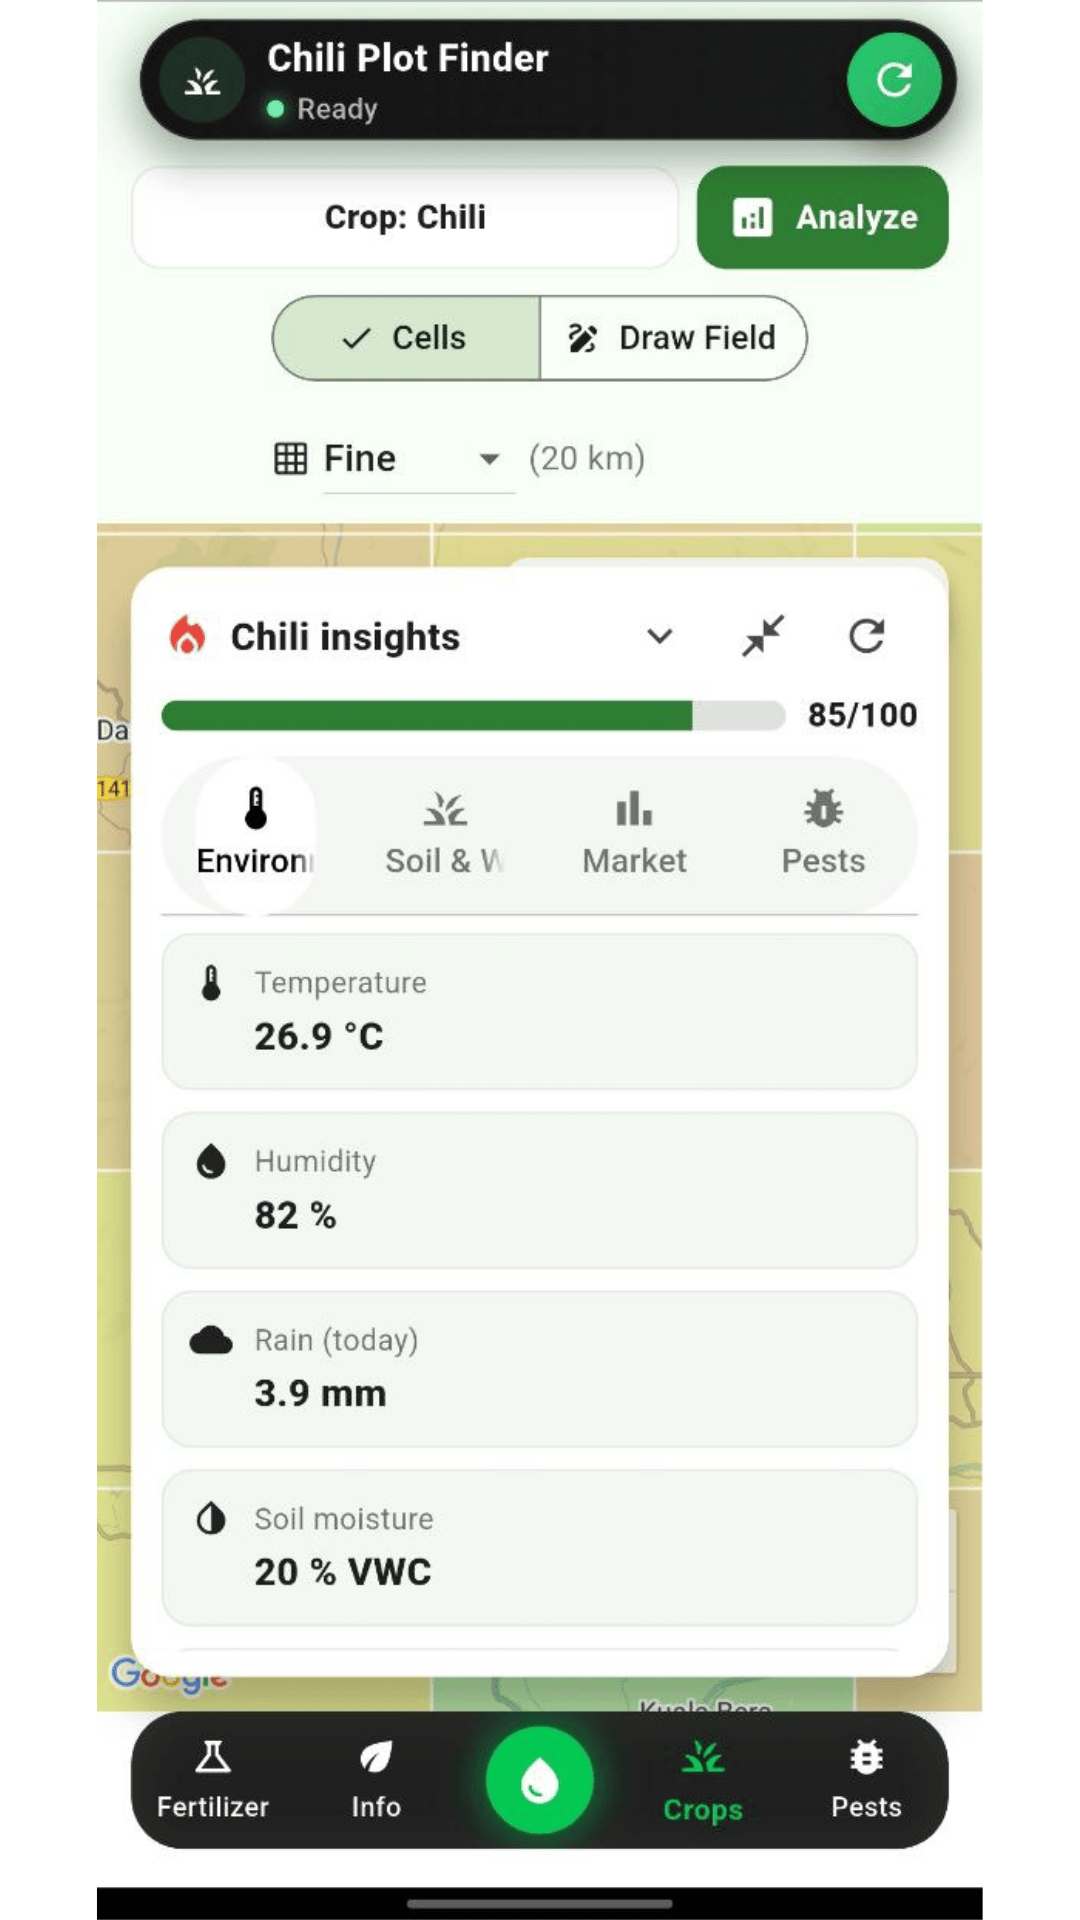 Chili Plot Finder
Ready
Crop: Chili
Analyze
Cells
Draw Field
Fine
(20 km)
Chili insights
Da
141
85/100
Environ
Soil & W
Market
Pests
Temperature
26.9 °C
Humidity
82 %
Rain (today)
3.9 mm
Soil moisture
20 % VWC
Google
Kuala Bera
Fertilizer
Info
Crops
Pests